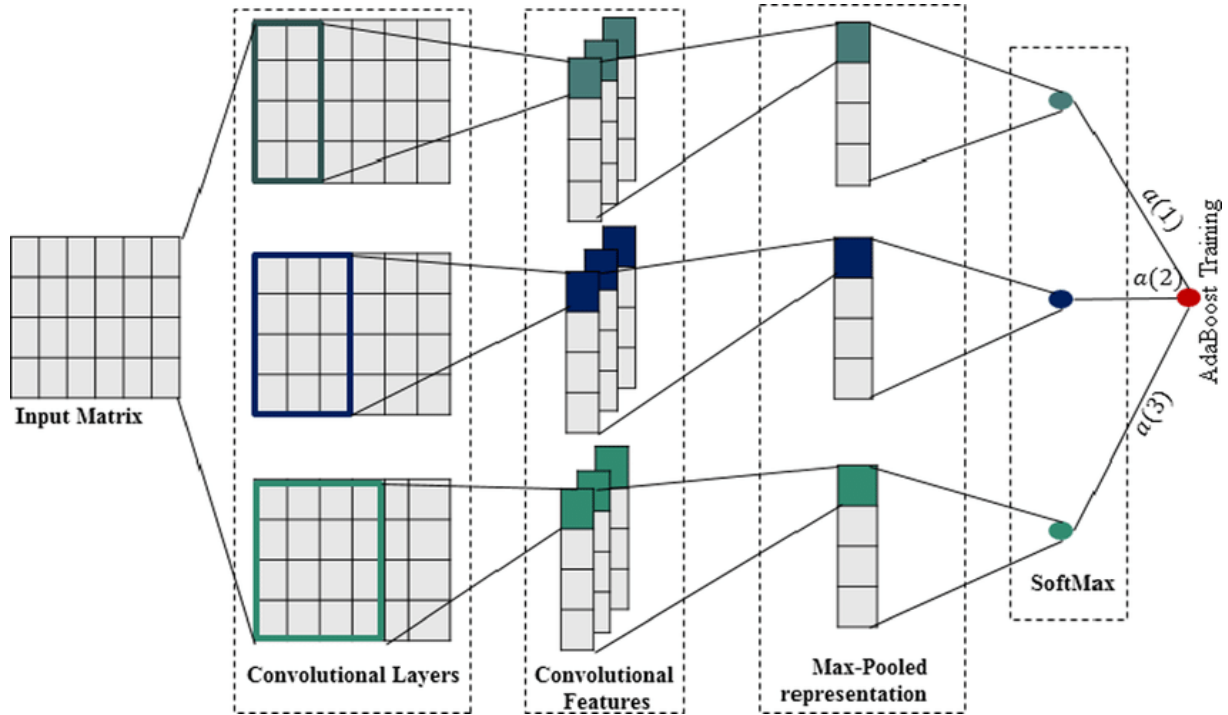 Input Matrix
Convolutional Layers
Convolutional
Features
Max-Pooled
representation
SoftMax
a(1)
a(2)
a(3)
AdaBoost Training